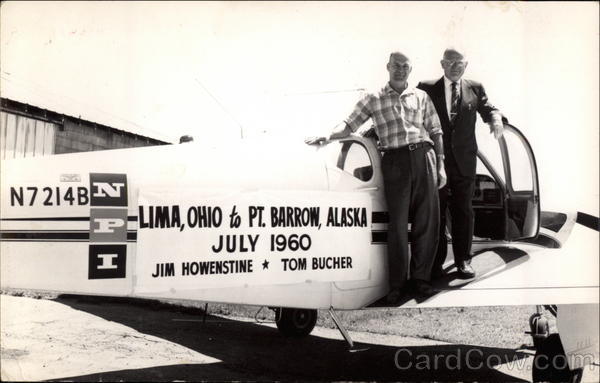 N7214B
N
P
I
LIMA, OHIO to PT. BARROW, ALASKA
JULY 1960
JIM HOWENSTINE ★ TOM BUCHER
CardCow.com